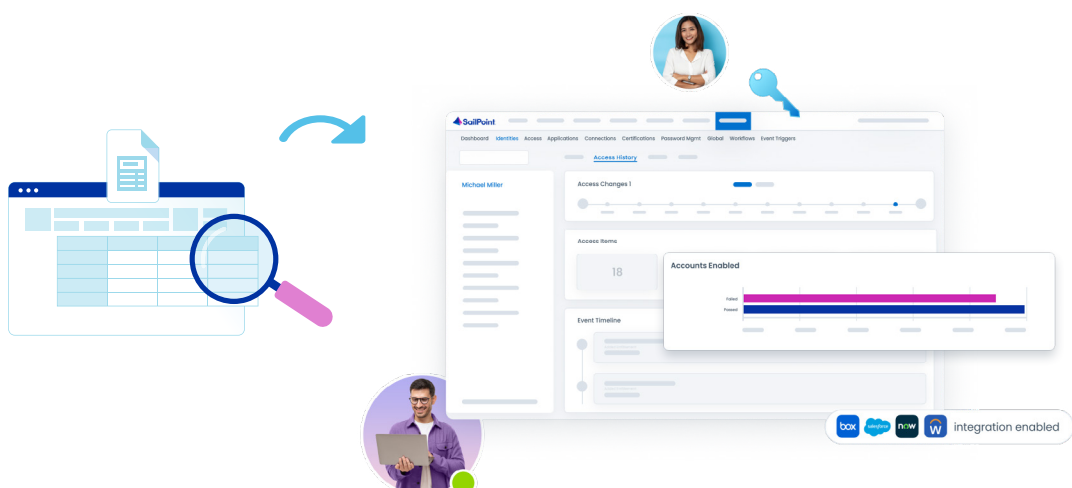 SailPoint
Dashboard Identities Access Applications Connections Certifications Password Mgmt Global Workflows Event Triggers
Access History
Michael Miller
Access Changes 1
Access Items
18
Accounts Enabled
Failed
Passed
Event Timeline
box salesforce now W integration enabled